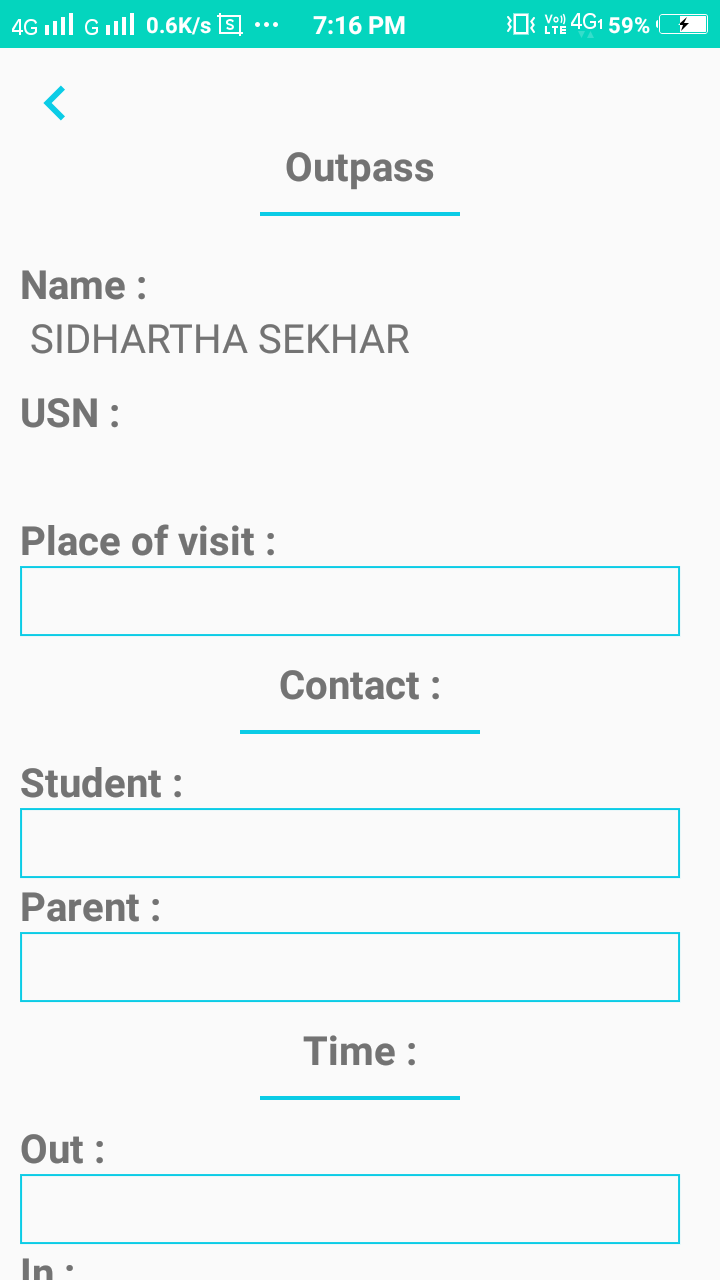 4G G 0.6K/s S ... 7:16 PM Vo)) LTE 4G1 59%
Outpass
Name :
SIDHARTHA SEKHAR
USN :
Place of visit :
Contact :
Student :
Parent :
Time :
Out :
In :